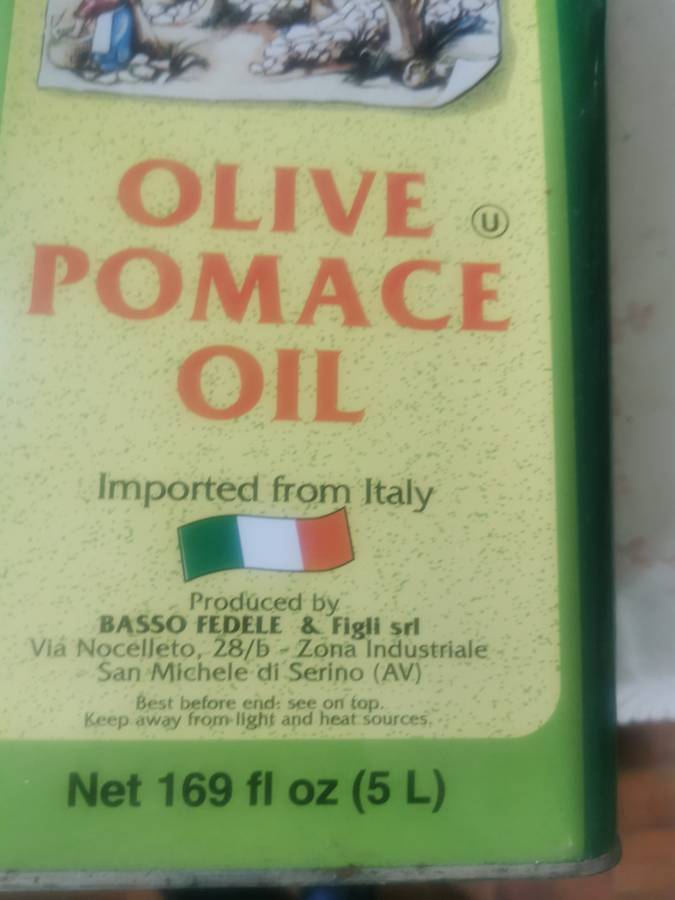 OLIVE
U
POMACE
OIL
Imported from Italy
Produced by
BASSO FEDELE & Figli srl
Via Nocelleto, 28/b - Zona Industriale
San Michele di Serino (AV)
Best before end: see on top.
Keep away from light and heat sources.
Net 169 fl oz (5 L)